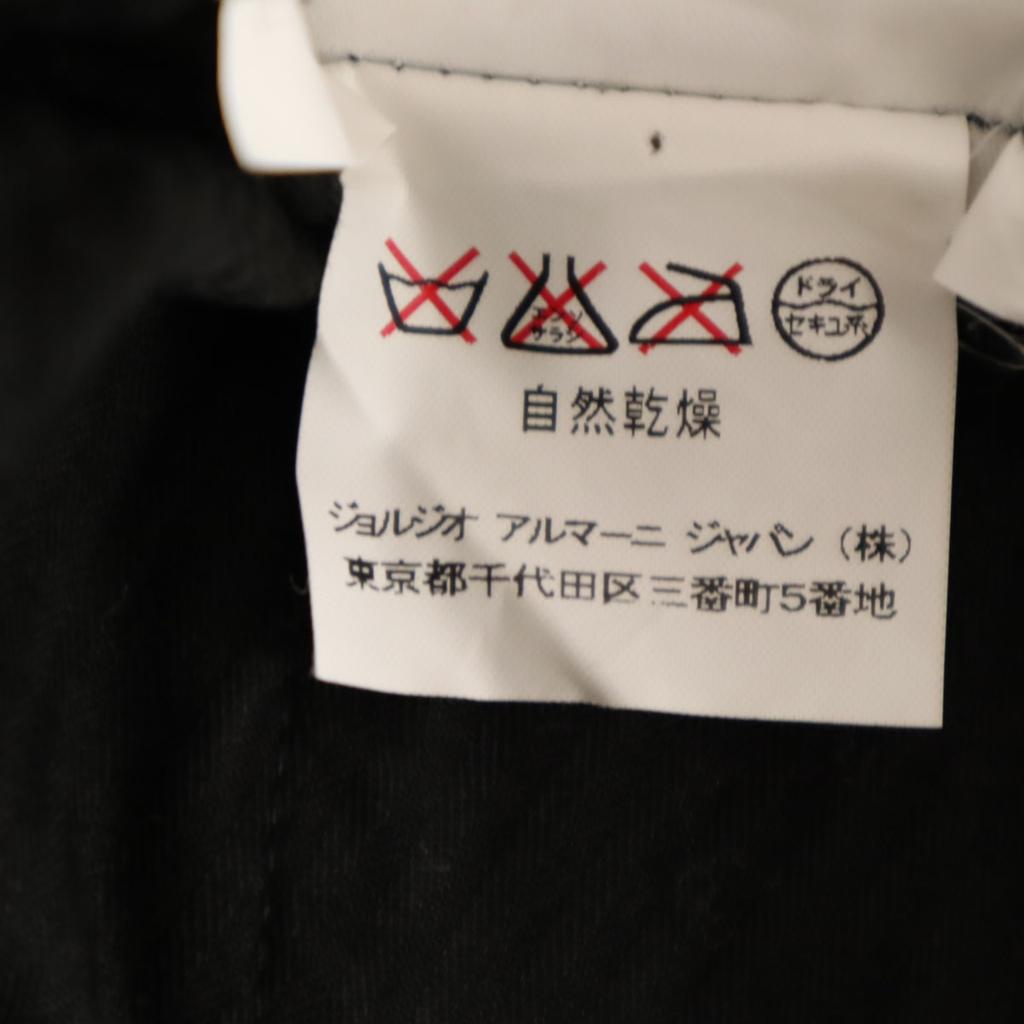 エンソ
サラシ
ドライ
セキユ系
自然乾燥
ジョルジオ アルマーニ ジャパン (株)
東京都千代田区三番町5番地